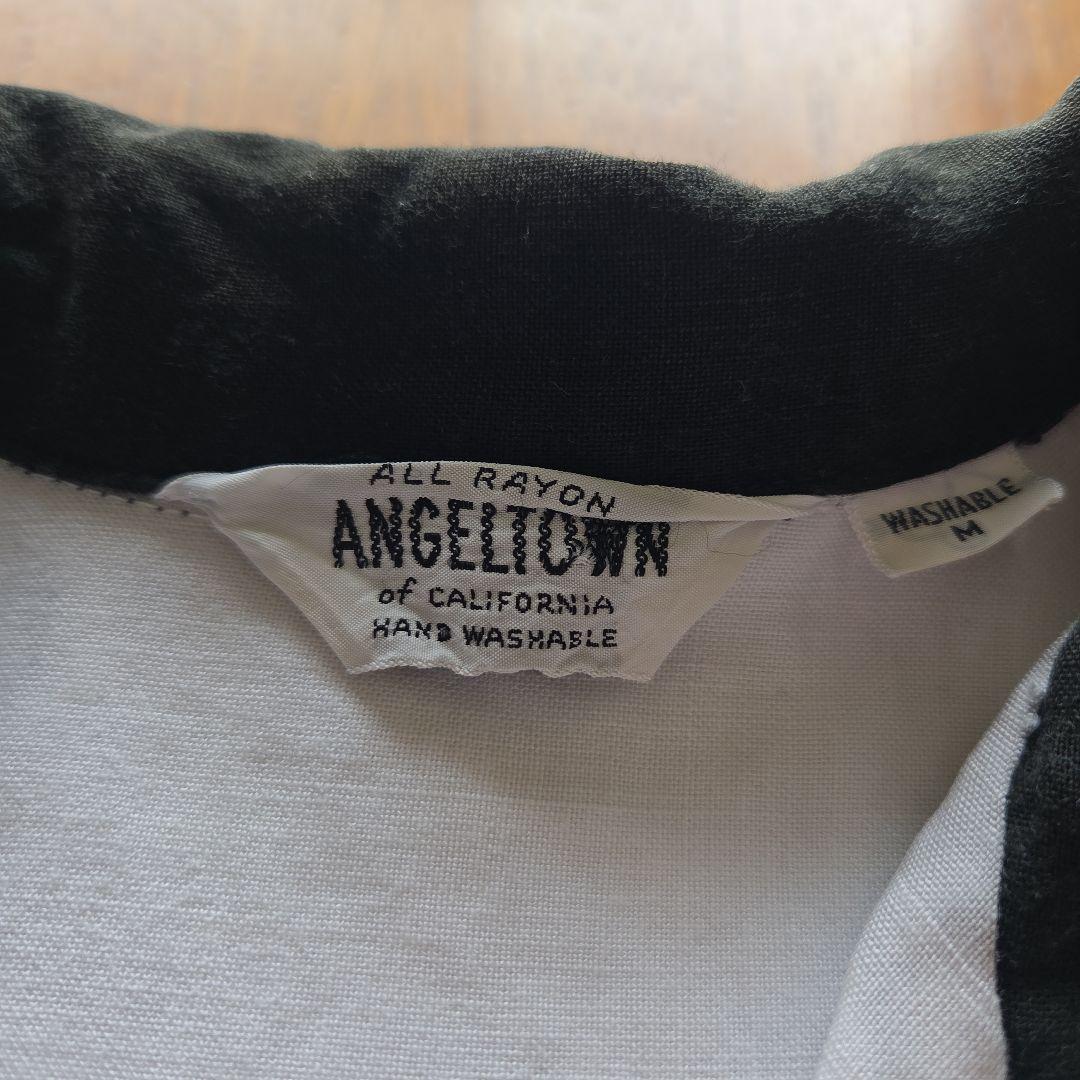 ALL RAYON
ANGELTOWN
of CALIFORNIA
HAND WASHABLE
WASHABLE
M